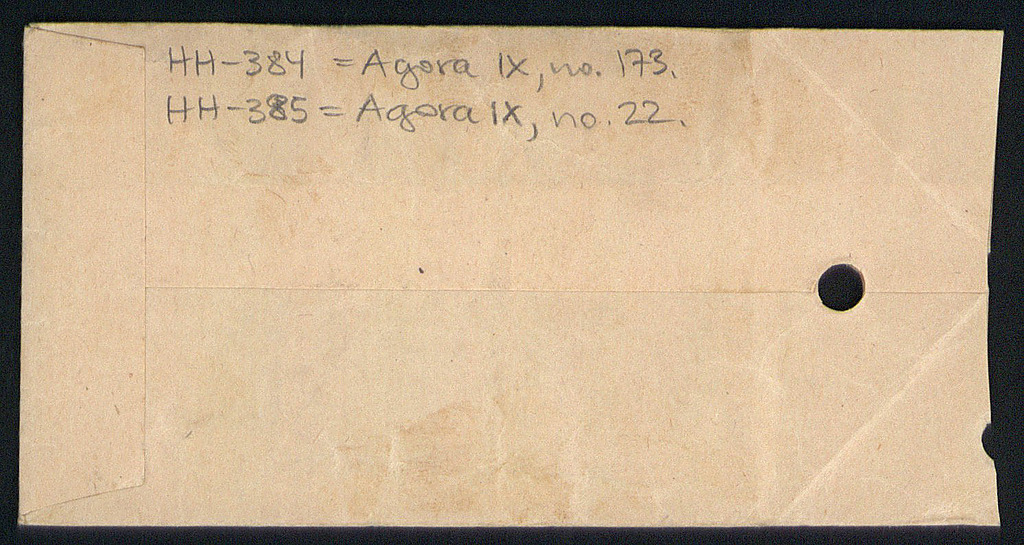 HH-384 = Agora IX, no. 173.
HH-385 = Agora IX, no. 22.